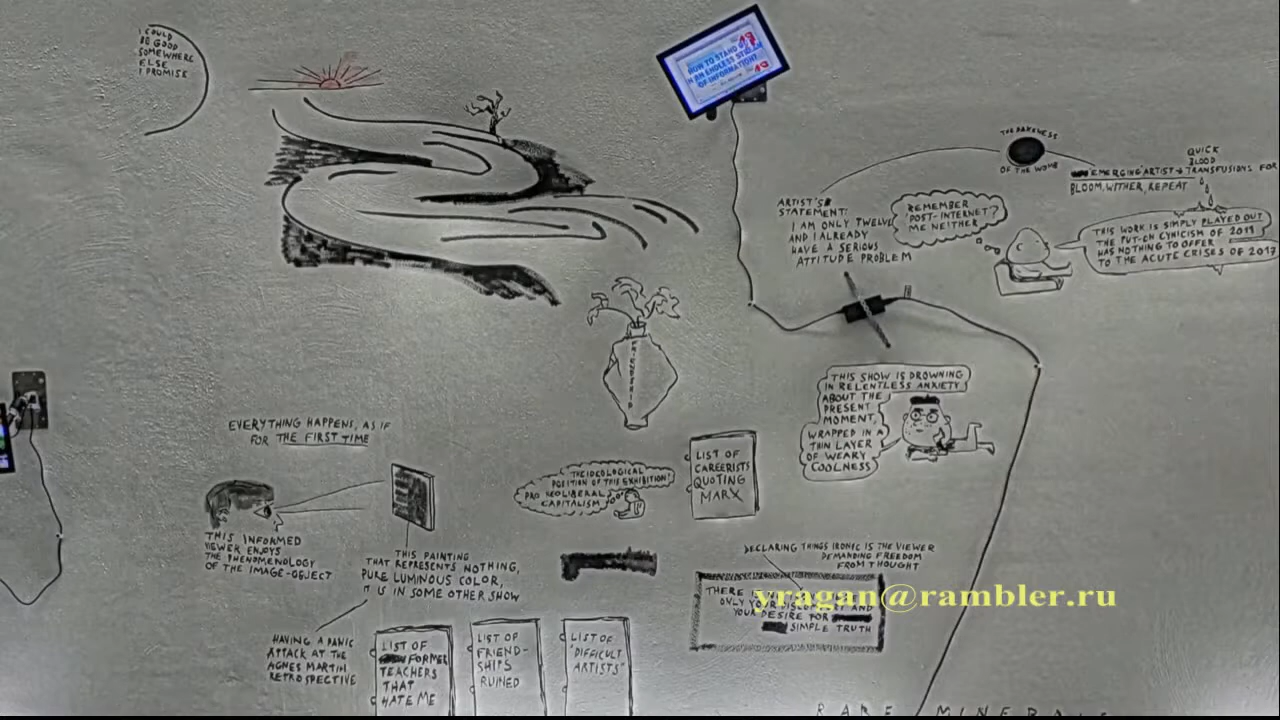 I COULD
BE GOOD
SOMEWHERE
ELSE
I PROMISE
HOW TO STAND
IN AN ENDLESS STREAM
OF INFORMATION?
THE DARKNESS
OF THE WOMB
EMERGING ARTIST →
BLOOM, WITHER, REPEAT
QUICK
BLOOD
TRANSFUSIONS FOR
ARTIST'S
STATEMENT:
I AM ONLY TWELVE
AND I ALREADY
HAVE A SERIOUS
ATTITUDE PROBLEM
REMEMBER
'POST-INTERNET'?
ME NEITHER
THIS WORK IS SIMPLY PLAYED OUT
THE PUT-ON CYNICISM OF 2011
HAS NOTHING TO OFFER
TO THE ACUTE CRISES OF 2017
FRIENDSHIP
THIS SHOW IS DROWNING
IN RELENTLESS ANXIETY
ABOUT THE
PRESENT
MOMENT,
WRAPPED IN A
THIN LAYER
OF WEARY
COOLNESS
EVERYTHING HAPPENS, AS IF
FOR THE FIRST TIME
THIS INFORMED
VIEWER ENJOYS
THE PHENOMENOLOGY
OF THE IMAGE-OBJECT
THIS PAINTING
THAT REPRESENTS NOTHING,
PURE LUMINOUS COLOR,
IT IS IN SOME OTHER SHOW
HAVING A PANIC
ATTACK AT THE
AGNES MARTIN
RETROSPECTIVE
THE IDEOLOGICAL
POSITION OF THIS EXHIBITION?
PRO NEOLIBERAL
CAPITALISM
LIST OF
CAREERISTS
QUOTING
MARX
DECLARING THINGS IRONIC IS THE VIEWER
DEMANDING FREEDOM
FROM THOUGHT
THERE
ONLY YOUR AND
YOUR DESIRE FOR
SIMPLE TRUTH
yragan@rambler.ru
LIST OF
FORMER
TEACHERS
THAT
HATE ME
LIST OF
FRIEND-
SHIPS
RUINED
LIST OF
"DIFFICULT
ARTISTS"
RARE MINERALS